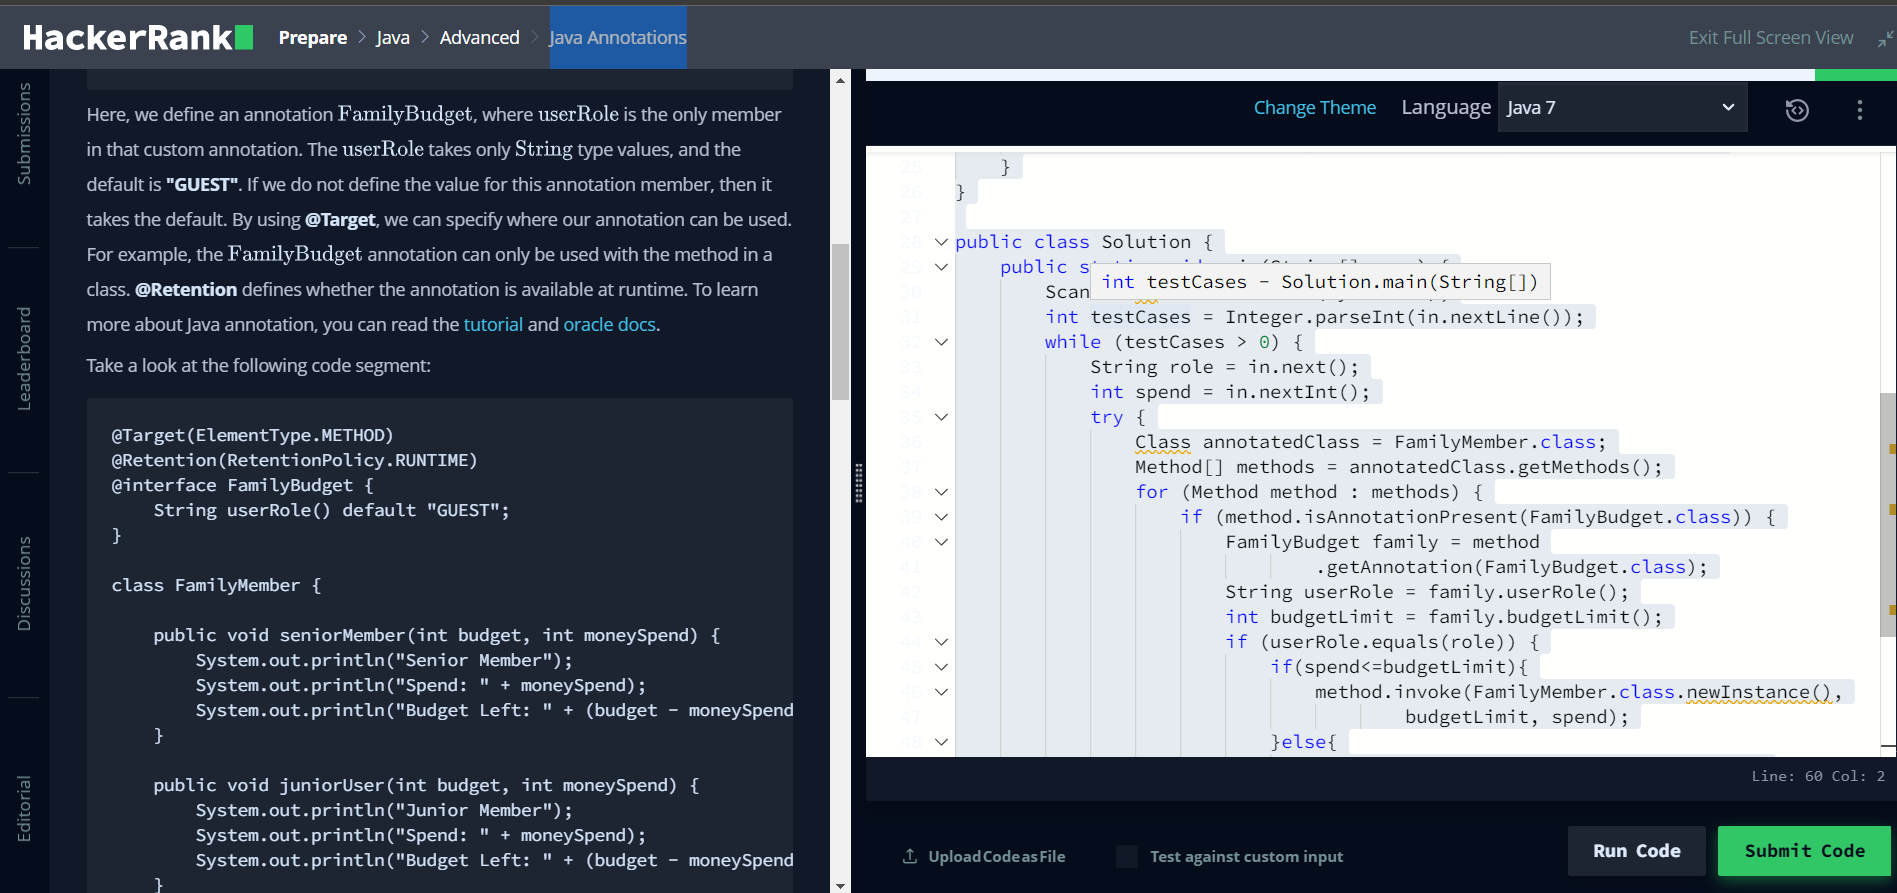 HackerRank
Prepare > Java > Advanced > Java Annotations
Exit Full Screen View
Submissions
Leaderboard
Discussions
Editorial
Here, we define an annotation FamilyBudget, where userRole is the only member
in that custom annotation. The userRole takes only String type values, and the
default is "GUEST". If we do not define the value for this annotation member, then it
takes the default. By using @Target, we can specify where our annotation can be used.
For example, the FamilyBudget annotation can only be used with the method in a
class. @Retention defines whether the annotation is available at runtime. To learn
more about Java annotation, you can read the tutorial and oracle docs.
Take a look at the following code segment:
@Target(ElementType.METHOD)
@Retention(RetentionPolicy.RUNTIME)
@interface FamilyBudget {
    String userRole() default "GUEST";
}
class FamilyMember {
    public void seniorMember(int budget, int moneySpend) {
        System.out.println("Senior Member");
        System.out.println("Spend: " + moneySpend);
        System.out.println("Budget Left: " + (budget - moneySpend
    }
    public void juniorUser(int budget, int moneySpend) {
        System.out.println("Junior Member");
        System.out.println("Spend: " + moneySpend);
        System.out.println("Budget Left: " + (budget - moneySpend
    }
Change Theme Language Java 7
25 }
26 }
27
28 public class Solution {
29 public
int testCases - Solution.main(String[])
30 Scan
31 int testCases = Integer.parseInt(in.nextLine());
32 while (testCases > 0) {
33 String role = in.next();
34 int spend = in.nextInt();
35 try {
36 Class annotatedClass = FamilyMember.class;
37 Method[] methods = annotatedClass.getMethods();
38 for (Method method : methods) {
39 if (method.isAnnotationPresent(FamilyBudget.class)) {
40 FamilyBudget family = method
41 .getAnnotation(FamilyBudget.class);
42 String userRole = family.userRole();
43 int budgetLimit = family.budgetLimit();
44 if (userRole.equals(role)) {
45 if(spend<=budgetLimit){
46 method.invoke(FamilyMember.class.newInstance(),
47 budgetLimit, spend);
48 }else{
Line: 60 Col: 2
Upload Code as File
Test against custom input
Run Code
Submit Code